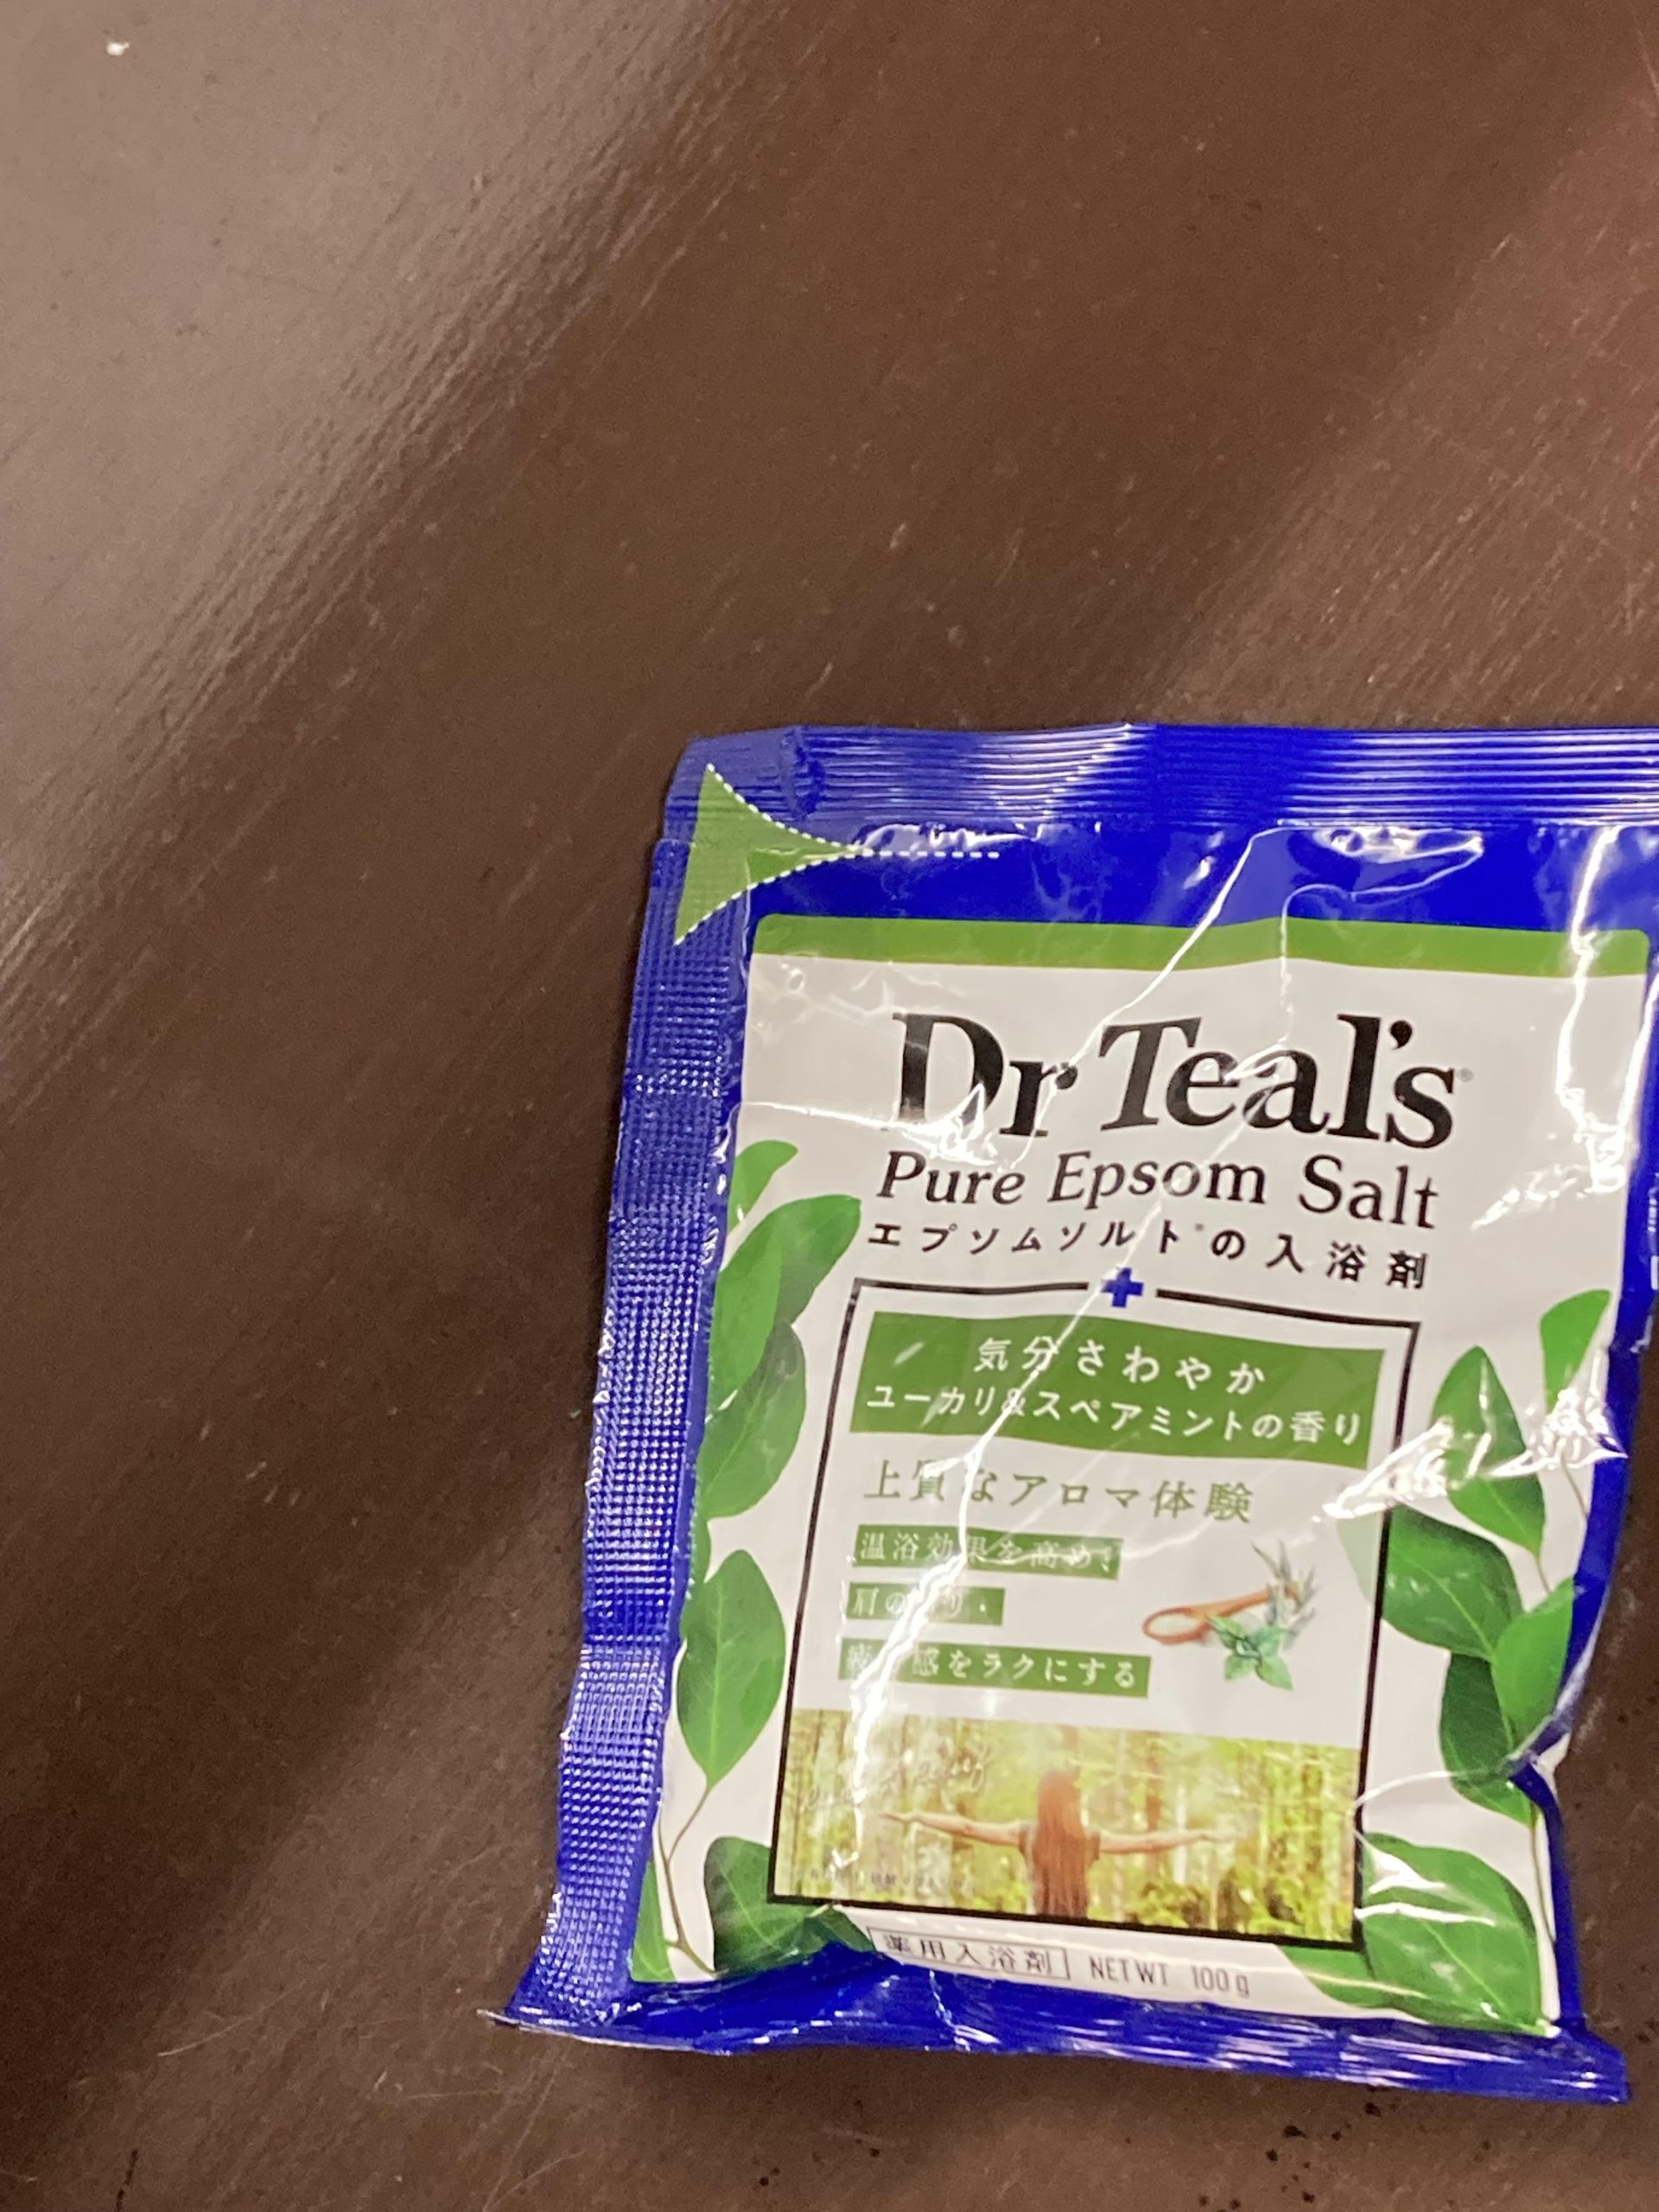 Dr Teal's
Pure Epsom Salt
エプソムソルト®の入浴剤
気分さわやか
ユーカリ&スペアミントの香り
上質なアロマ体験
温浴効果を高め、
肩の
感をラクにする
薬用入浴剤 NET WT 100g